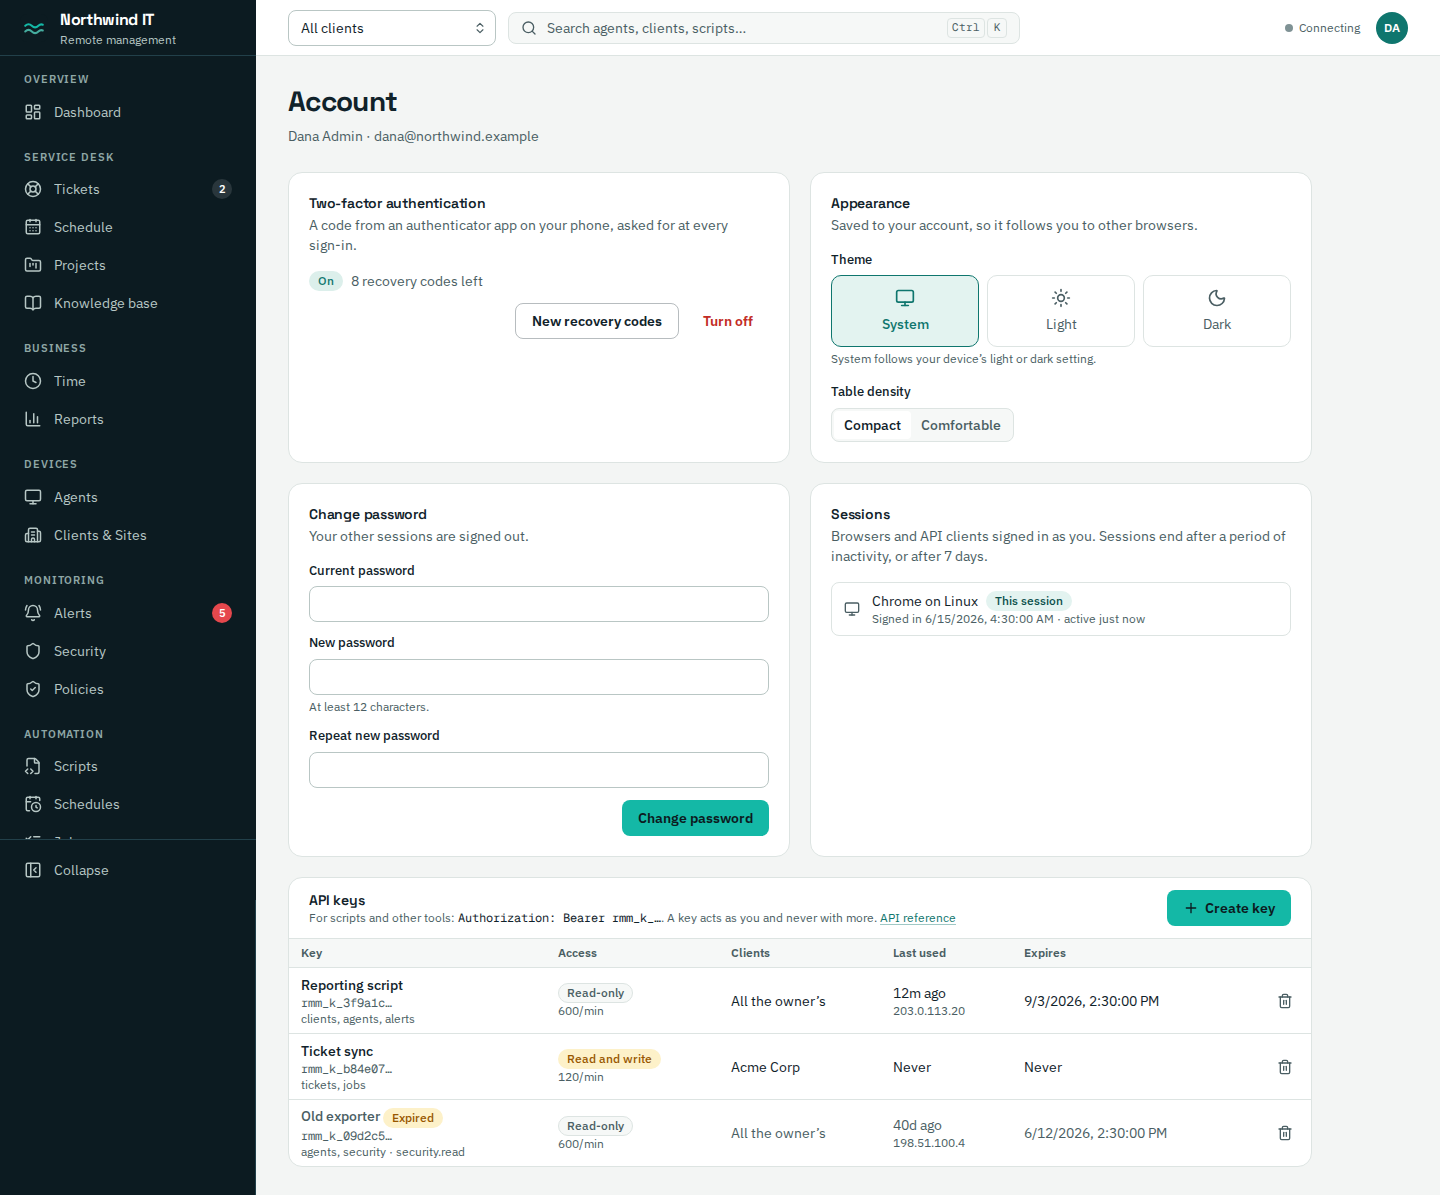 Northwind IT
Remote management
OVERVIEW
Dashboard
SERVICE DESK
Tickets 2
Schedule
Projects
Knowledge base
BUSINESS
Time
Reports
DEVICES
Agents
Clients & Sites
MONITORING
Alerts 5
Security
Policies
AUTOMATION
Scripts
Schedules
Collapse
All clients
Search agents, clients, scripts…
Ctrl K
Connecting
DA
Account
Dana Admin · dana@northwind.example
Two-factor authentication
A code from an authenticator app on your phone, asked for at every
sign-in.
On 8 recovery codes left
New recovery codes
Turn off
Appearance
Saved to your account, so it follows you to other browsers.
Theme
System
Light
Dark
System follows your device’s light or dark setting.
Table density
Compact Comfortable
Change password
Your other sessions are signed out.
Current password
New password
At least 12 characters.
Repeat new password
Change password
Sessions
Browsers and API clients signed in as you. Sessions end after a period of
inactivity, or after 7 days.
Chrome on Linux This session
Signed in 6/15/2026, 4:30:00 AM · active just now
API keys
For scripts and other tools: Authorization: Bearer rmm_k_…. A key acts as you and never with more. API reference
Create key
Key Access Clients Last used Expires
Reporting script
rmm_k_3f9a1c…
clients, agents, alerts
Read-only
600/min
All the owner’s
12m ago
203.0.113.20
9/3/2026, 2:30:00 PM
Ticket sync
rmm_k_b84e07…
tickets, jobs
Read and write
120/min
Acme Corp
Never
Never
Old exporter Expired
rmm_k_09d2c5…
agents, security · security.read
Read-only
600/min
All the owner’s
40d ago
198.51.100.4
6/12/2026, 2:30:00 PM